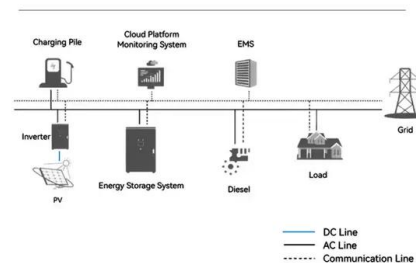 Charging Pile
Cloud Platform
Monitoring System
EMS
Grid
Inverter
PV
Energy Storage System
Diesel
Load
DC Line
AC Line
Communication Line